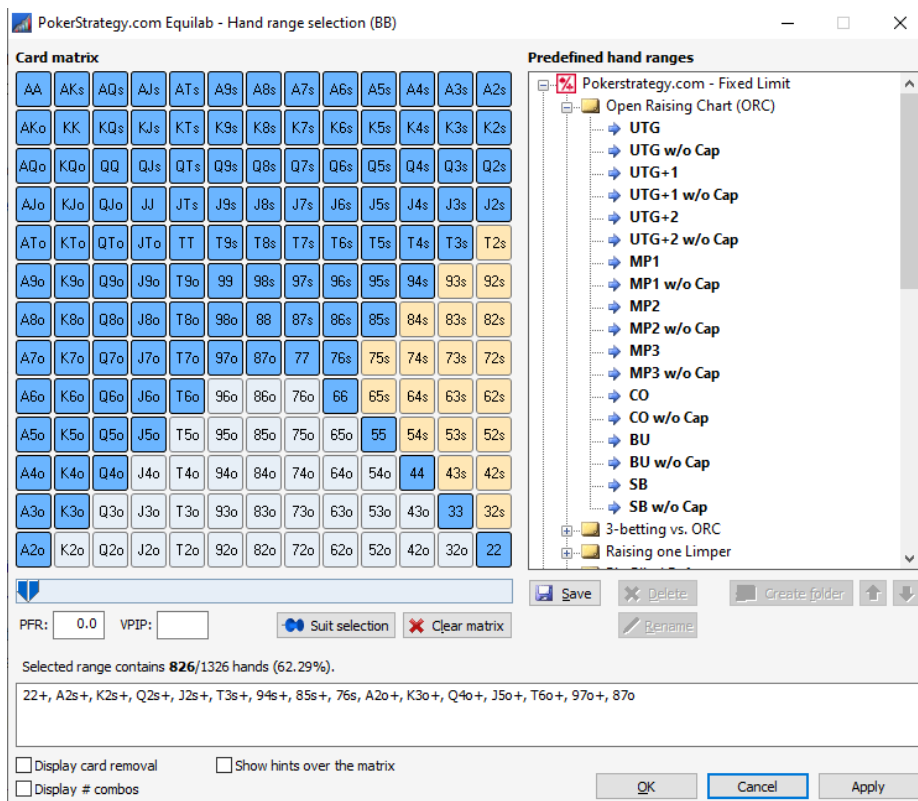 PokerStrategy.com Equilab - Hand range selection (BB)
Card matrix
AA AKs AQs AJs ATs A9s A8s A7s A6s A5s A4s A3s A2s
AKo KK KQs KJs KTs K9s K8s K7s K6s K5s K4s K3s K2s
AQo KQo QQ QJs QTs Q9s Q8s Q7s Q6s Q5s Q4s Q3s Q2s
AJo KJo QJo JJ JTs J9s J8s J7s J6s J5s J4s J3s J2s
ATo KTo QTo JTo TT T9s T8s T7s T6s T5s T4s T3s T2s
A9o K9o Q9o J9o T9o 99 98s 97s 96s 95s 94s 93s 92s
A8o K8o Q8o J8o T8o 98o 88 87s 86s 85s 84s 83s 82s
A7o K7o Q7o J7o T7o 97o 87o 77 76s 75s 74s 73s 72s
A6o K6o Q6o J6o T6o 96o 86o 76o 66 65s 64s 63s 62s
A5o K5o Q5o J5o T5o 95o 85o 75o 65o 55 54s 53s 52s
A4o K4o Q4o J4o T4o 94o 84o 74o 64o 54o 44 43s 42s
A3o K3o Q3o J3o T3o 93o 83o 73o 63o 53o 43o 33 32s
A2o K2o Q2o J2o T2o 92o 82o 72o 62o 52o 42o 32o 22
PFR: 0.0 VPIP: Suit selection Clear matrix
Predefined hand ranges
Pokerstrategy.com - Fixed Limit
Open Raising Chart (ORC)
UTG
UTG w/o Cap
UTG+1
UTG+1 w/o Cap
UTG+2
UTG+2 w/o Cap
MP1
MP1 w/o Cap
MP2
MP2 w/o Cap
MP3
MP3 w/o Cap
CO
CO w/o Cap
BU
BU w/o Cap
SB
SB w/o Cap
3-betting vs. ORC
Raising one Limper
Save Delete Create folder
Rename
Selected range contains 826/1326 hands (62.29%).
22+, A2s+, K2s+, Q2s+, J2s+, T3s+, 94s+, 85s+, 76s, A2o+, K3o+, Q4o+, J5o+, T6o+, 97o+, 87o
Display card removal Show hints over the matrix
Display # combos
OK Cancel Apply